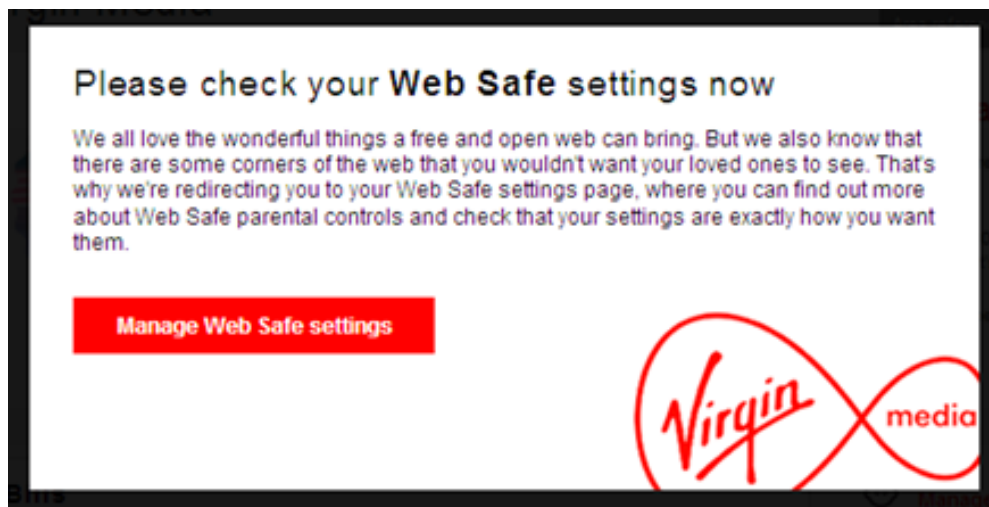 rgin Media
Please check your Web Safe settings now
We all love the wonderful things a free and open web can bring. But we also know that
there are some corners of the web that you wouldn't want your loved ones to see. That's
why we're redirecting you to your Web Safe settings page, where you can find out more
about Web Safe parental controls and check that your settings are exactly how you want
them.
Manage Web Safe settings
Virgin media
Bills
Manage